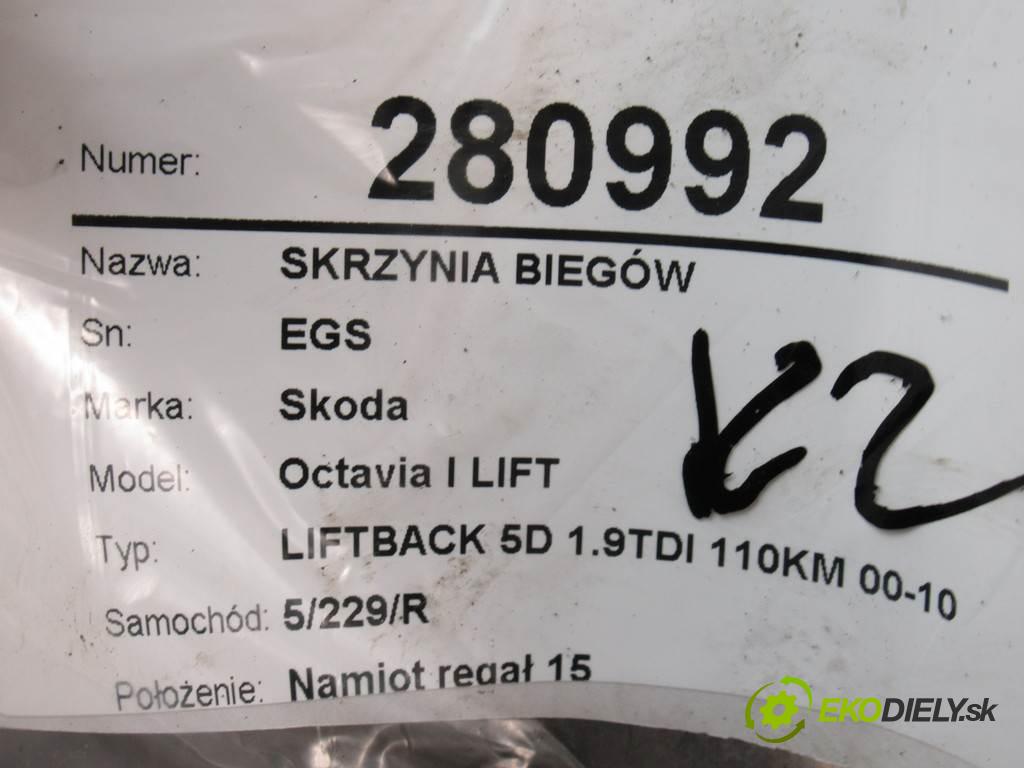 Numer: 280992
Nazwa: SKRZYNIA BIEGÓW
Sn: EGS
Marka: Skoda
Model: Octavia I LIFT
Typ: LIFTBACK 5D 1.9TDI 110KM 00-10
Samochód: 5/229/R
Położenie: Namiot regał 15
EKODIELY.sk